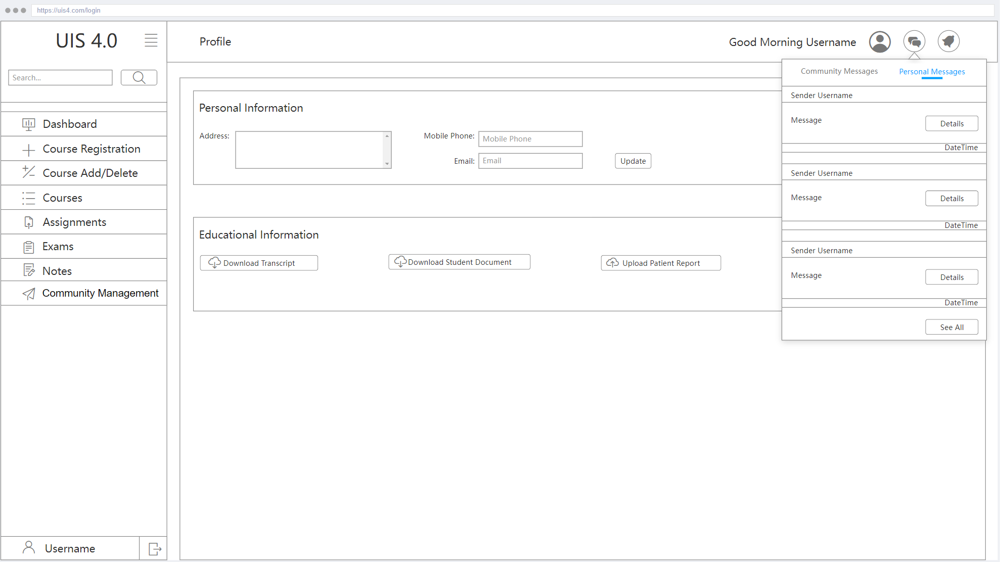 https://uis4.com/login
UIS 4.0
Search...
Dashboard
Course Registration
Course Add/Delete
Courses
Assignments
Exams
Notes
Community Management
Username
Profile
Good Morning Username
Personal Information
Address:
Mobile Phone: Mobile Phone
Email: Email
Update
Educational Information
Download Transcript
Download Student Document
Upload Patient Report
Community Messages
Personal Messages
Sender Username
Message
Details
DateTime
Sender Username
Message
Details
DateTime
Sender Username
Message
Details
DateTime
See All